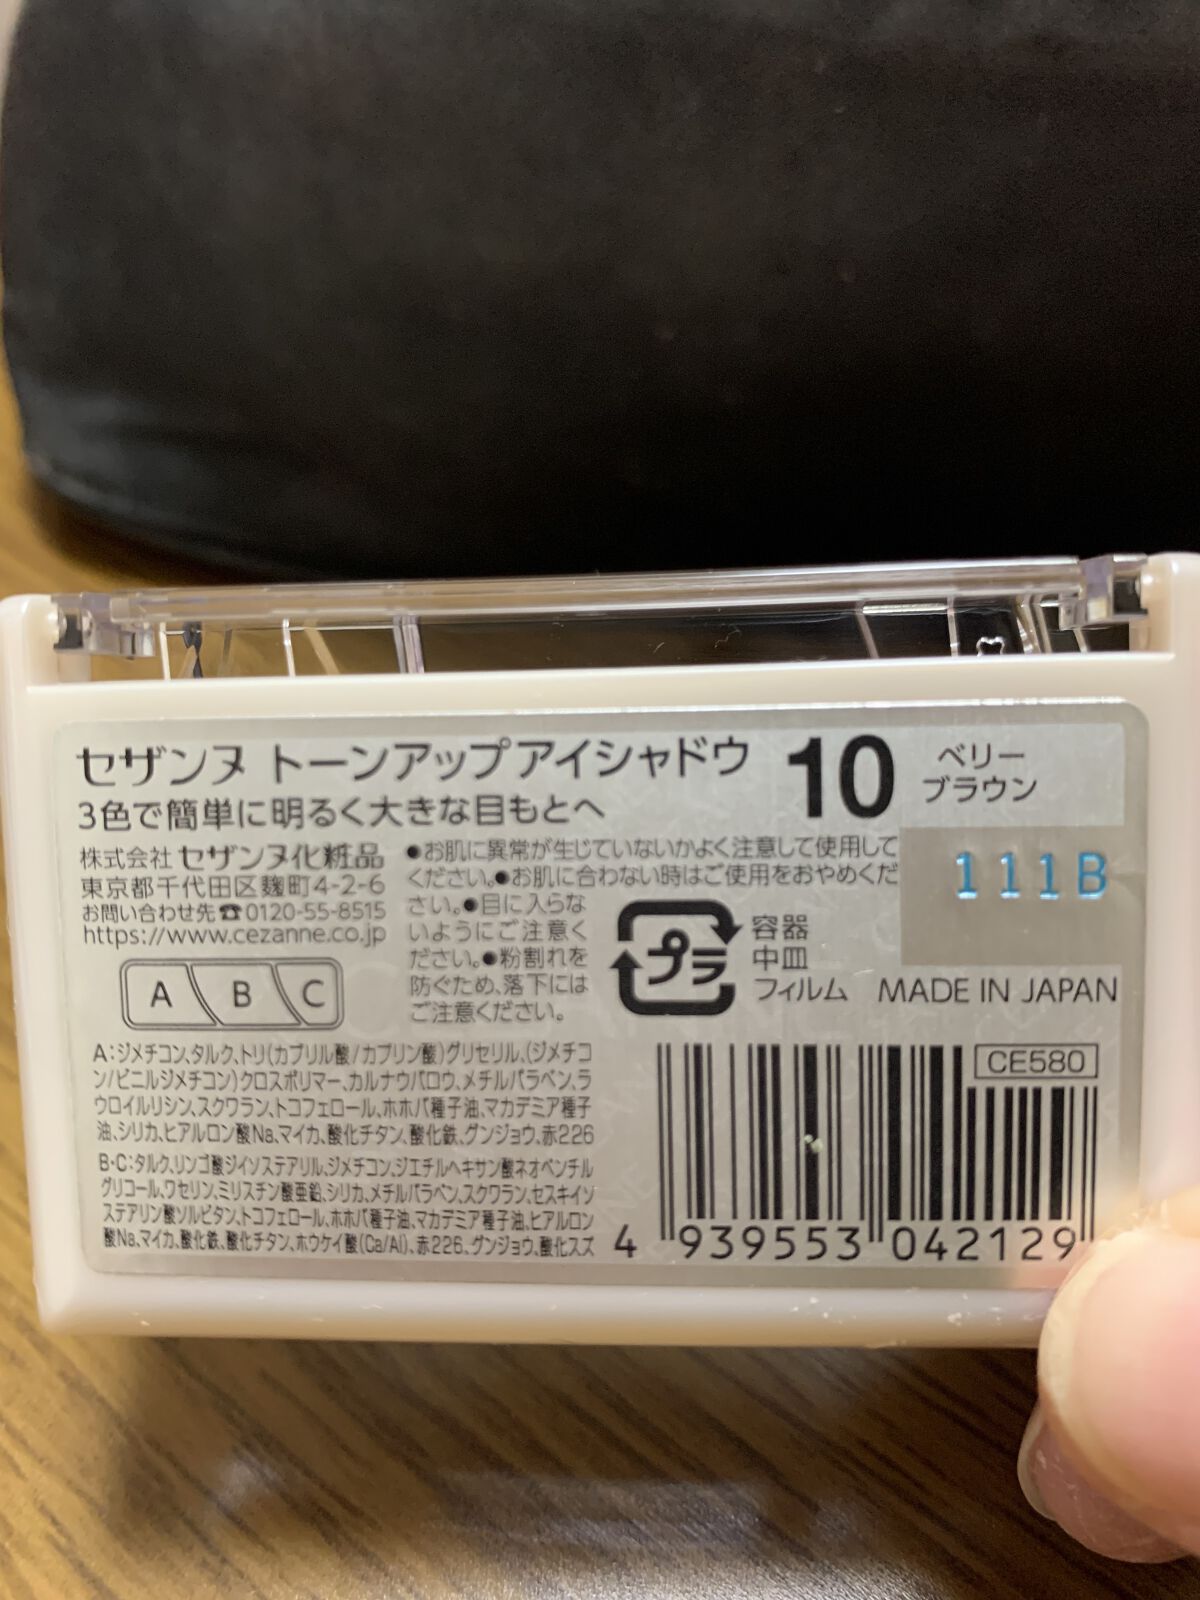 セザンヌ トーンアップアイシャドウ 10 ベリー
ブラウン
3色で簡単に明るく大きな目もとへ
株式会社 セザンヌ化粧品
東京都千代田区麹町4-2-6
お問い合わせ先☎0120-55-8515
https://www.cezanne.co.jp
A B C
●お肌に異常が生じていないかよく注意して使用して
ください。●お肌に合わない時はご使用をおやめくだ
さい。●目に入らな
いようにご注意く
ださい。●粉割れを
防ぐため、落下には
ご注意ください。
111B
プラ
容器
中皿
フィルム
MADE IN JAPAN
A:ジメチコン、タルク、トリ(カプリル酸/カプリン酸)グリセリル、(ジメチコ
ン/ビニルジメチコン)クロスポリマー、カルナウバロウ、メチルパラベン、ラ
ウロイルリシン、スクワラン、トコフェロール、ホホバ種子油、マカデミア種子
油、シリカ、ヒアルロン酸Na、マイカ、酸化チタン、酸化鉄、グンジョウ、赤226
B・C:タルク、リンゴ酸ジイソステアリル、ジメチコン、ジエチルヘキサン酸ネオペンチル
グリコール、ワセリン、ミリスチン酸亜鉛、シリカ、メチルパラベン、スクワラン、セスキイソ
ステアリン酸ソルビタン、トコフェロール、ホホバ種子油、マカデミア種子油、ヒアルロン
酸Na、マイカ、酸化鉄、酸化チタン、ホウケイ酸(Ca/Al)、赤226、グンジョウ、酸化スズ
CE580
4 939553 042129